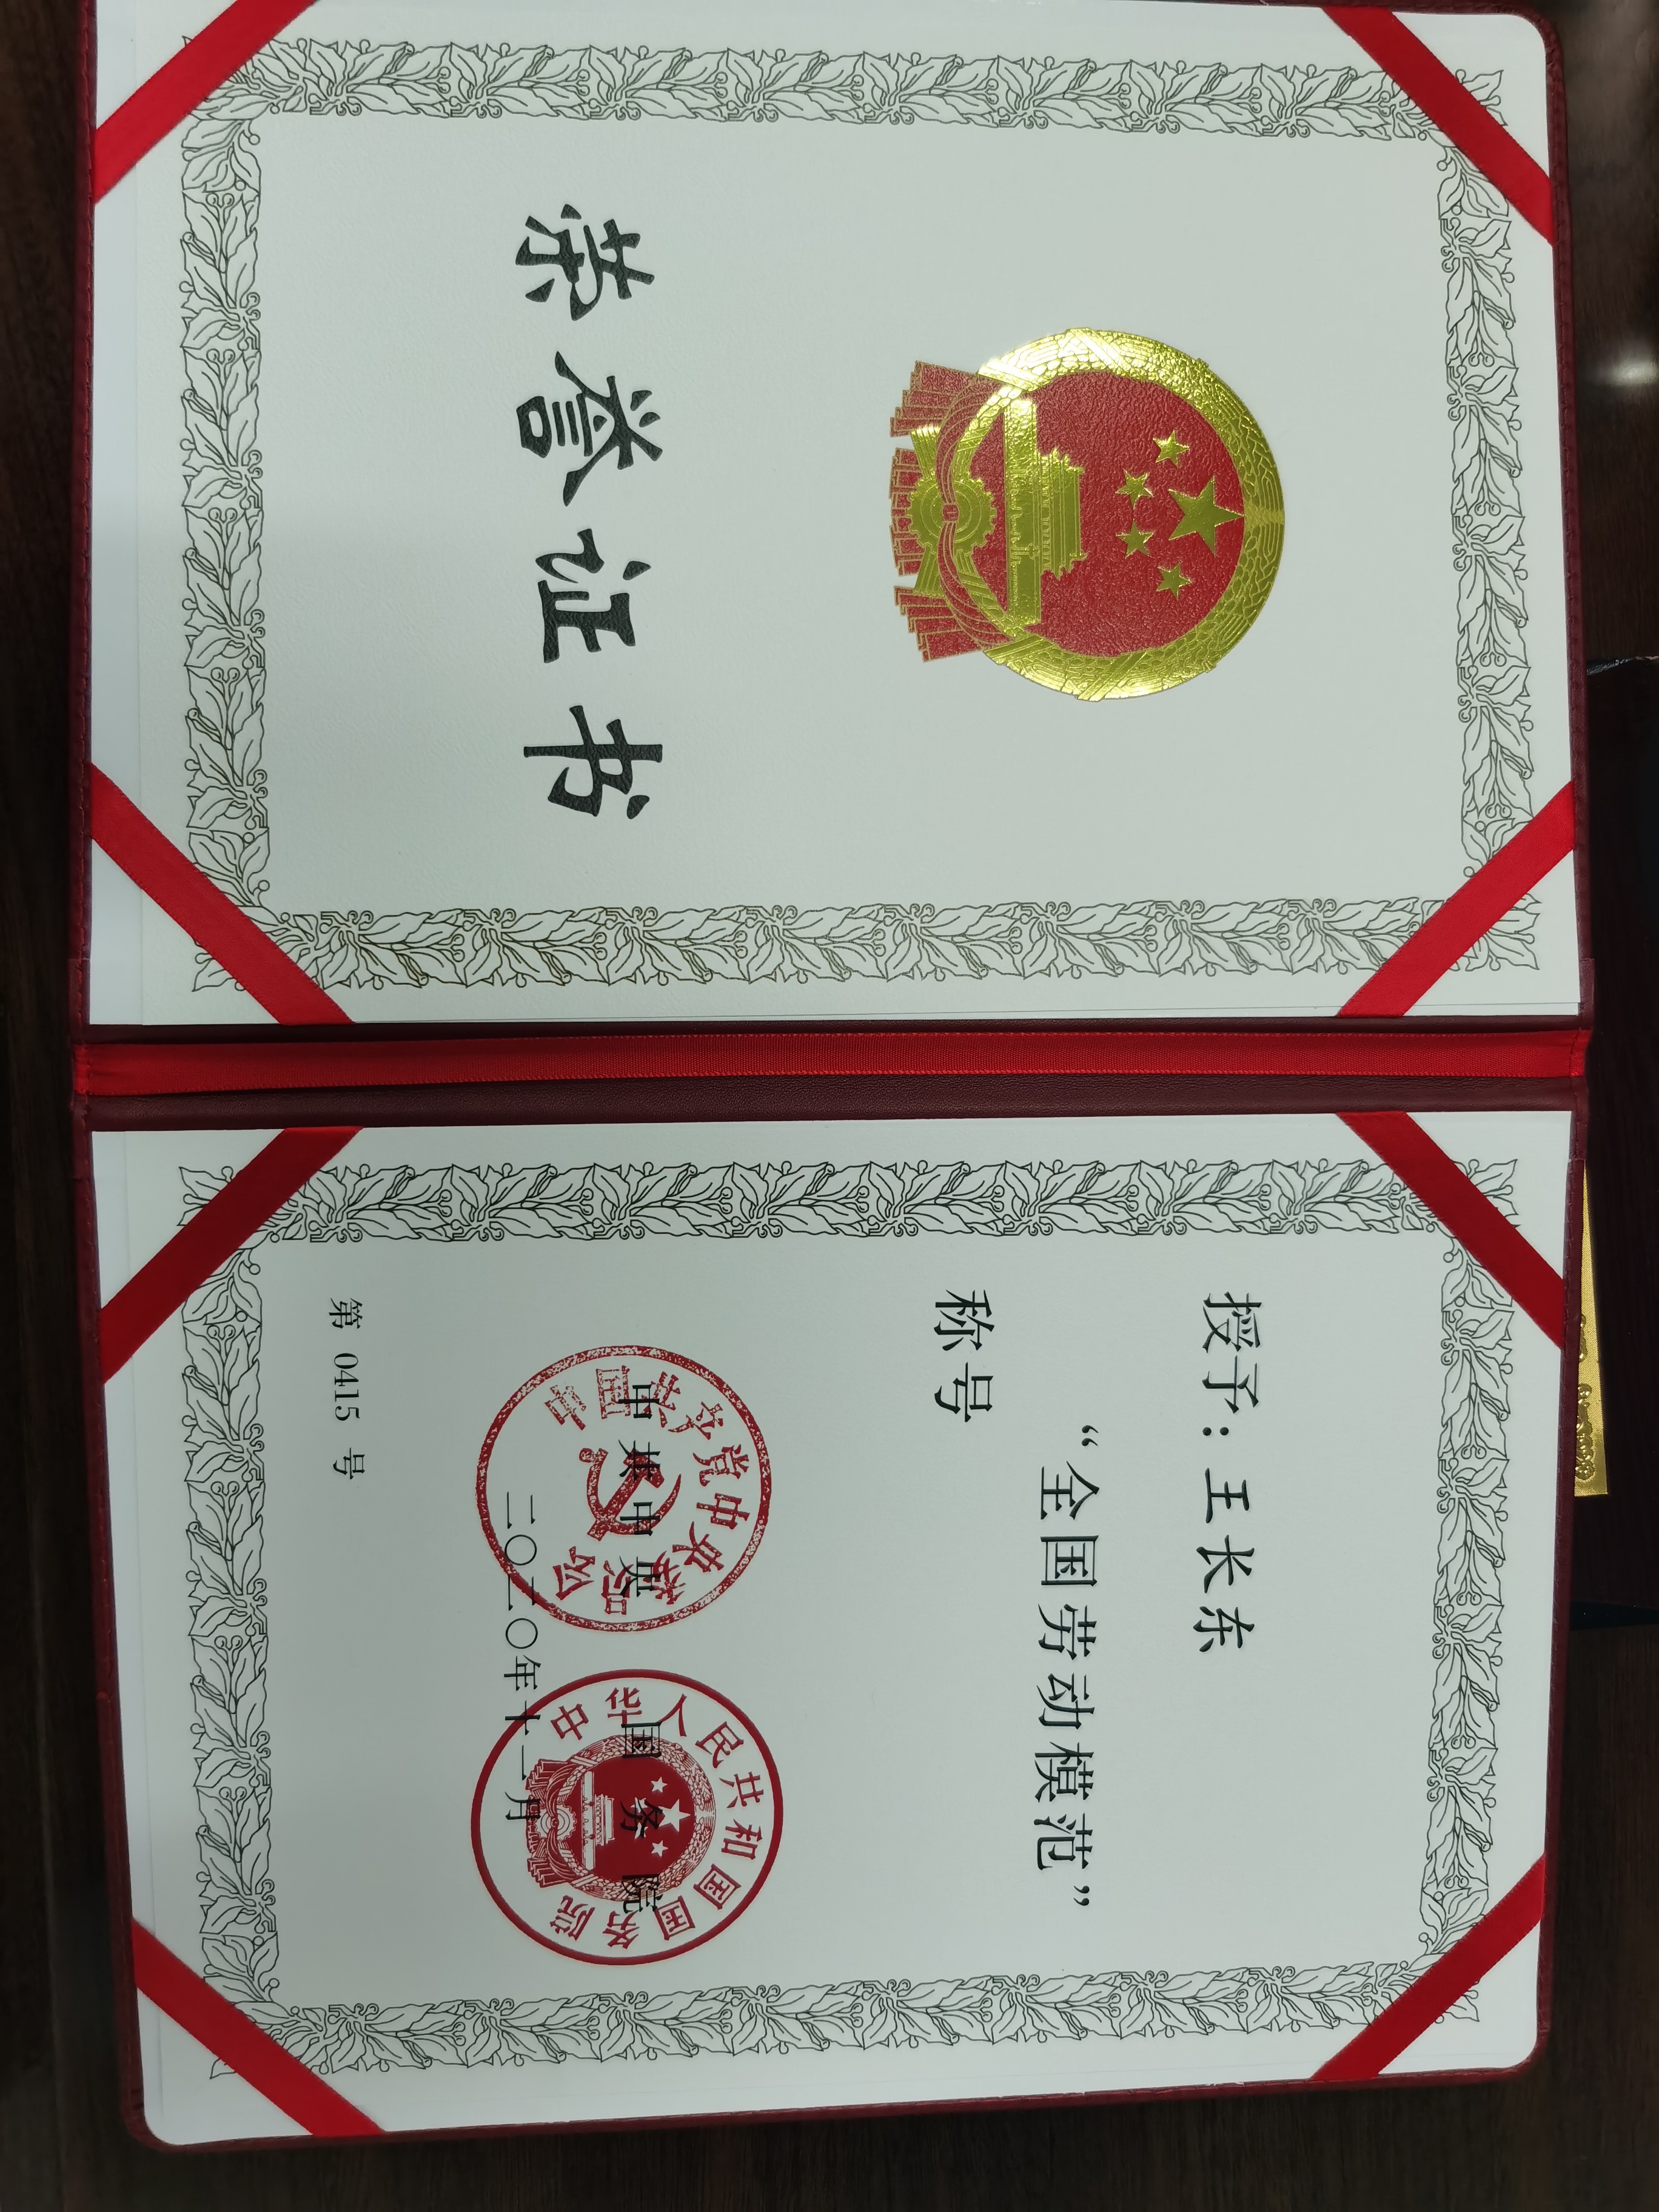 荣誉证书
授予：王长东
“全国劳动模范”
称号
中国共产党中央委员会
中共中央
中华人民共和国国务院
国务院
二〇二〇年十一月
第 0415 号